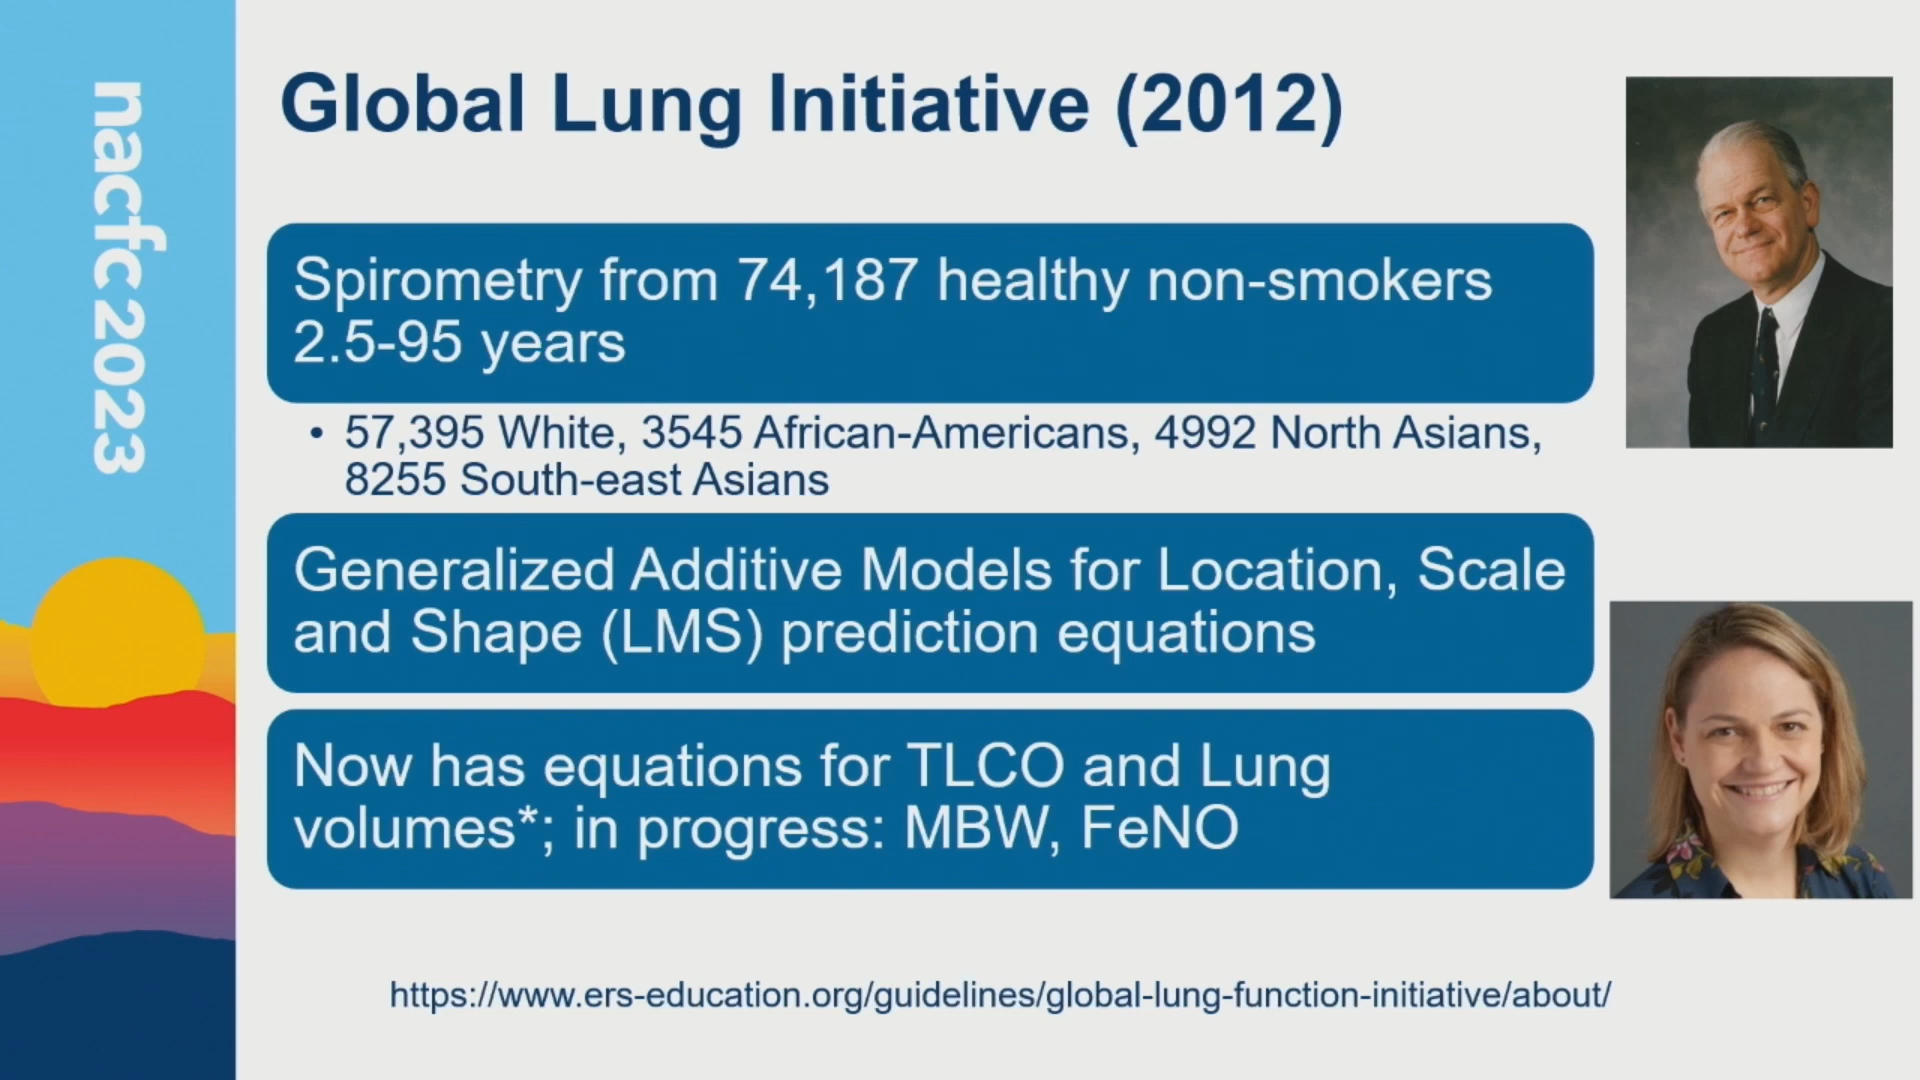 nacfc 2023
Global Lung Initiative (2012)
Spirometry from 74,187 healthy non-smokers
2.5-95 years
• 57,395 White, 3545 African-Americans, 4992 North Asians,
8255 South-east Asians
Generalized Additive Models for Location, Scale
and Shape (LMS) prediction equations
Now has equations for TLCO and Lung
volumes*; in progress: MBW, FeNO
https://www.ers-education.org/guidelines/global-lung-function-initiative/about/